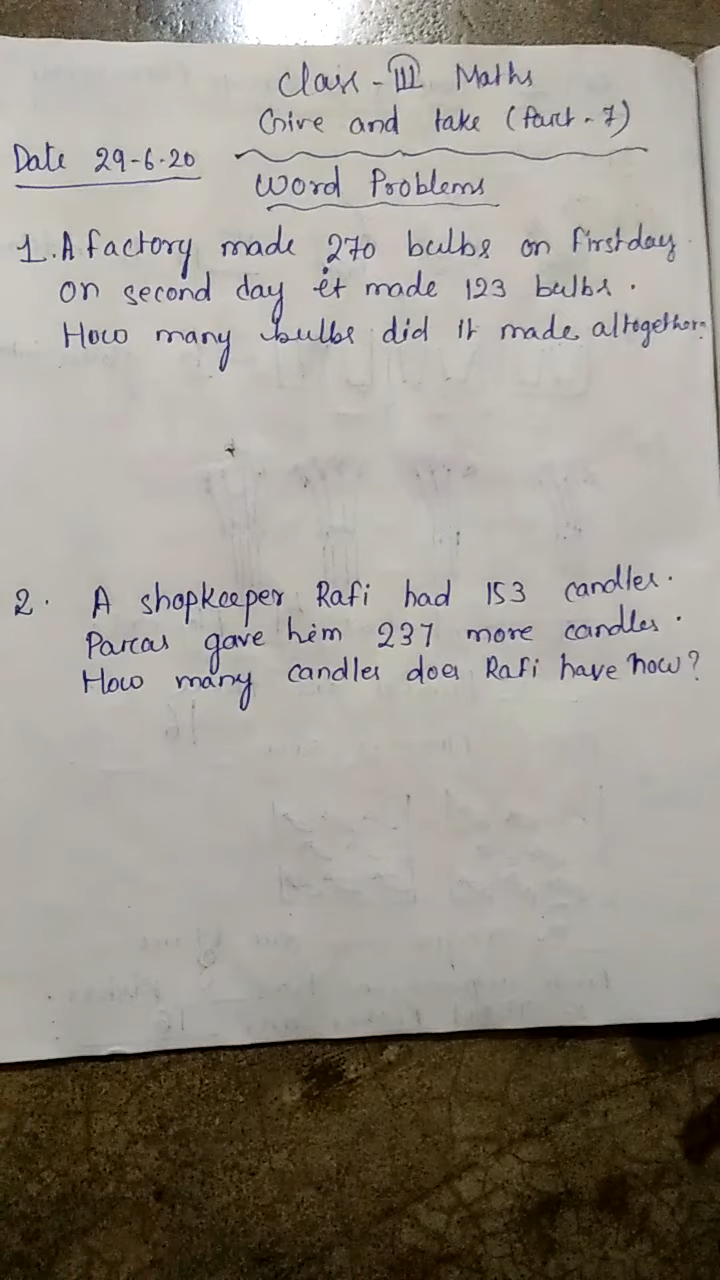 Class - III Maths
Give and take (Part - 7)
Date 29-6-20
Word Problems
1. A factory made 270 bulbs on first day.
On second day it made 123 bulbs.
How many bulbs did it made altogether?
2. A shopkeeper Rafi had 153 candles.
Paras gave him 237 more candles.
How many candles does Rafi have now?